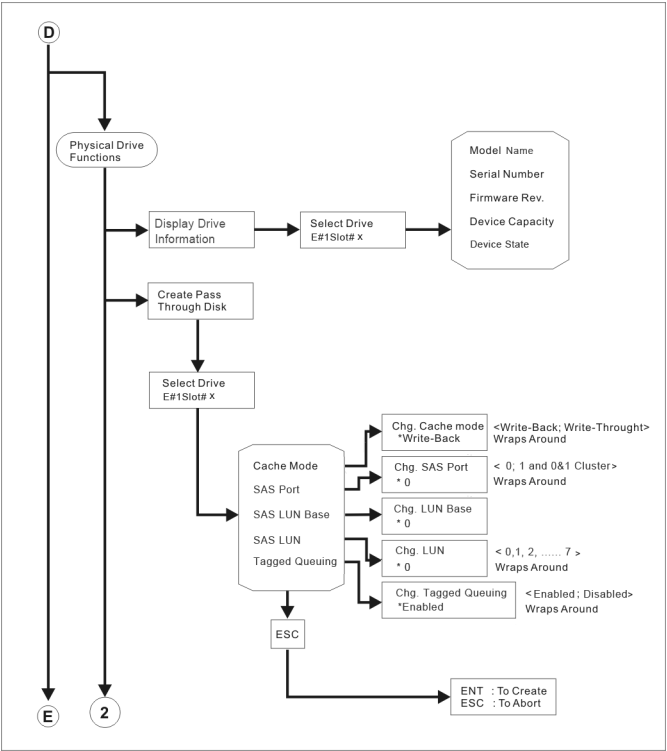 D
Physical Drive
Functions
Display Drive
Information
Select Drive
E#1Slot# x
Model Name
Serial Number
Firmware Rev.
Device Capacity
Device State
Create Pass
Through Disk
Select Drive
E#1Slot# x
Cache Mode
SAS Port
SAS LUN Base
SAS LUN
Tagged Queuing
Chg. Cache mode
*Write-Back
<Write-Back; Write-Throught>
Wraps Around
Chg. SAS Port
* 0
< 0; 1 and 0&1 Cluster>
Wraps Around
Chg. LUN Base
* 0
Chg. LUN
* 0
< 0,1, 2, ...... 7 >
Wraps Around
Chg. Tagged Queuing
*Enabled
<Enabled; Disabled>
Wraps Around
ESC
ENT : To Create
ESC : To Abort
E
2